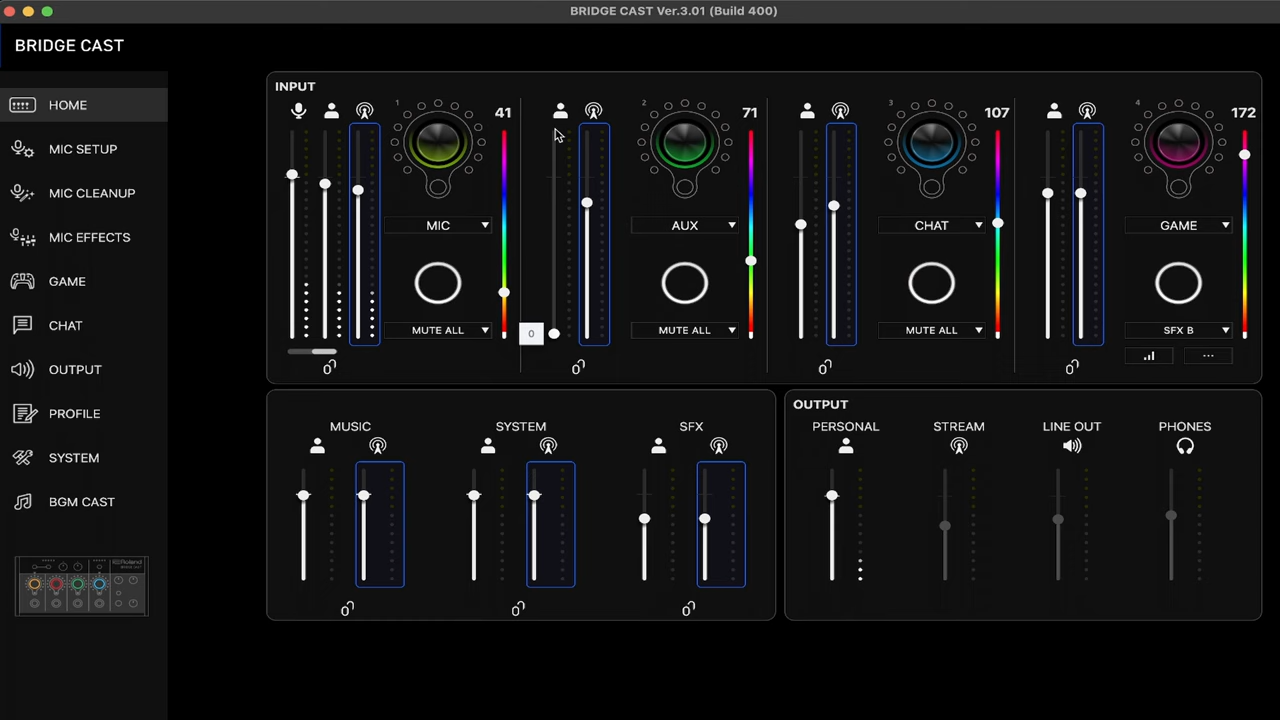 BRIDGE CAST Ver.3.01 (Build 400)
BRIDGE CAST
HOME
MIC SETUP
MIC CLEANUP
MIC EFFECTS
GAME
CHAT
OUTPUT
PROFILE
SYSTEM
BGM CAST
Roland
INPUT
1
41
MIC
MUTE ALL
2
71
AUX
0
MUTE ALL
3
107
CHAT
MUTE ALL
4
172
GAME
SFX B
...
MUSIC
SYSTEM
SFX
OUTPUT
PERSONAL
STREAM
LINE OUT
PHONES